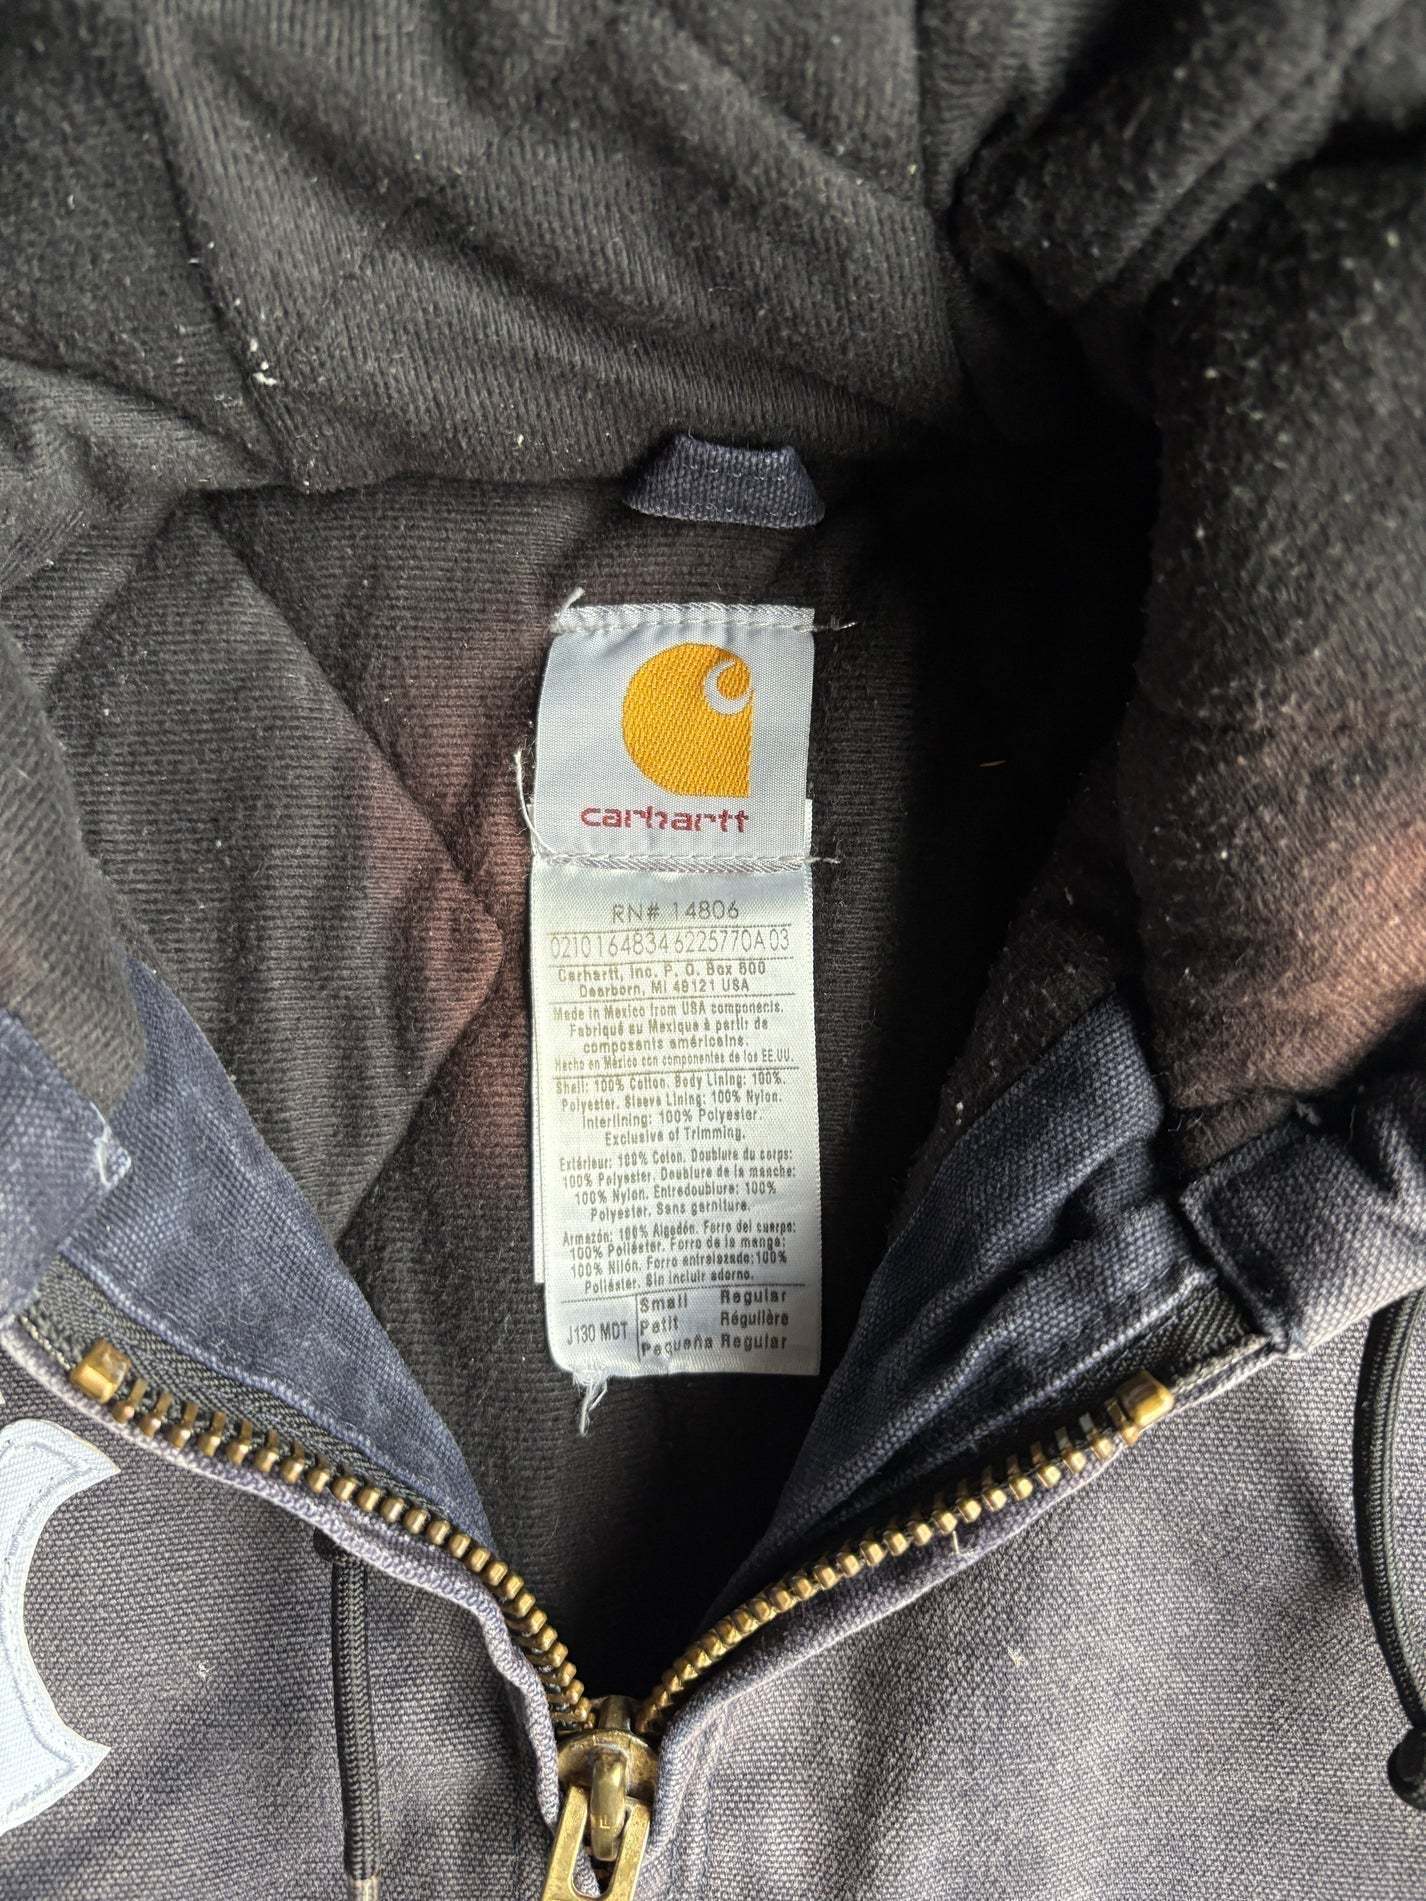 carhartt
RN# 14806
0210164834 6225770A 03
Carhartt, Inc. P. O. Box 600
Dearborn, MI 49121 USA
Made in Mexico from USA components.
Fabriqué au Mexique à partir de
composants américains.
Hecho en México con componentes de los EE.UU.
Shell: 100% Cotton. Body Lining: 100%.
Polyester. Sleeve Lining: 100% Nylon.
Interlining: 100% Polyester.
Exclusive of Trimming.
Extérieur: 100% Coton. Doublure du corps:
100% Polyester. Doublure de la manche:
100% Nylon. Entredoublure: 100%
Polyester. Sans garniture.
Armazón: 100% Algodón. Forro del cuerpo:
100% Poliéster. Forro de la manga:
100% Nilón. Forro entrelazado:100%
Poliéster. Sin incluir adorno.
J130 MDT
Small Regular
Petit Régulière
Pequeña Regular